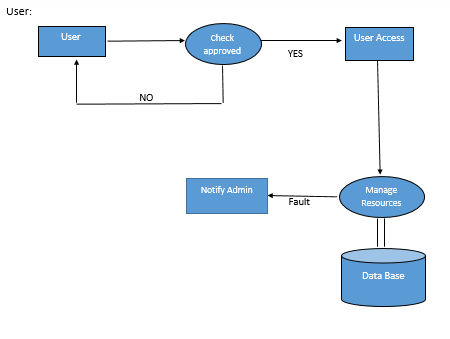 User:
User
Check
approved
YES
User Access
NO
Notify Admin
Fault
Manage
Resources
Data Base